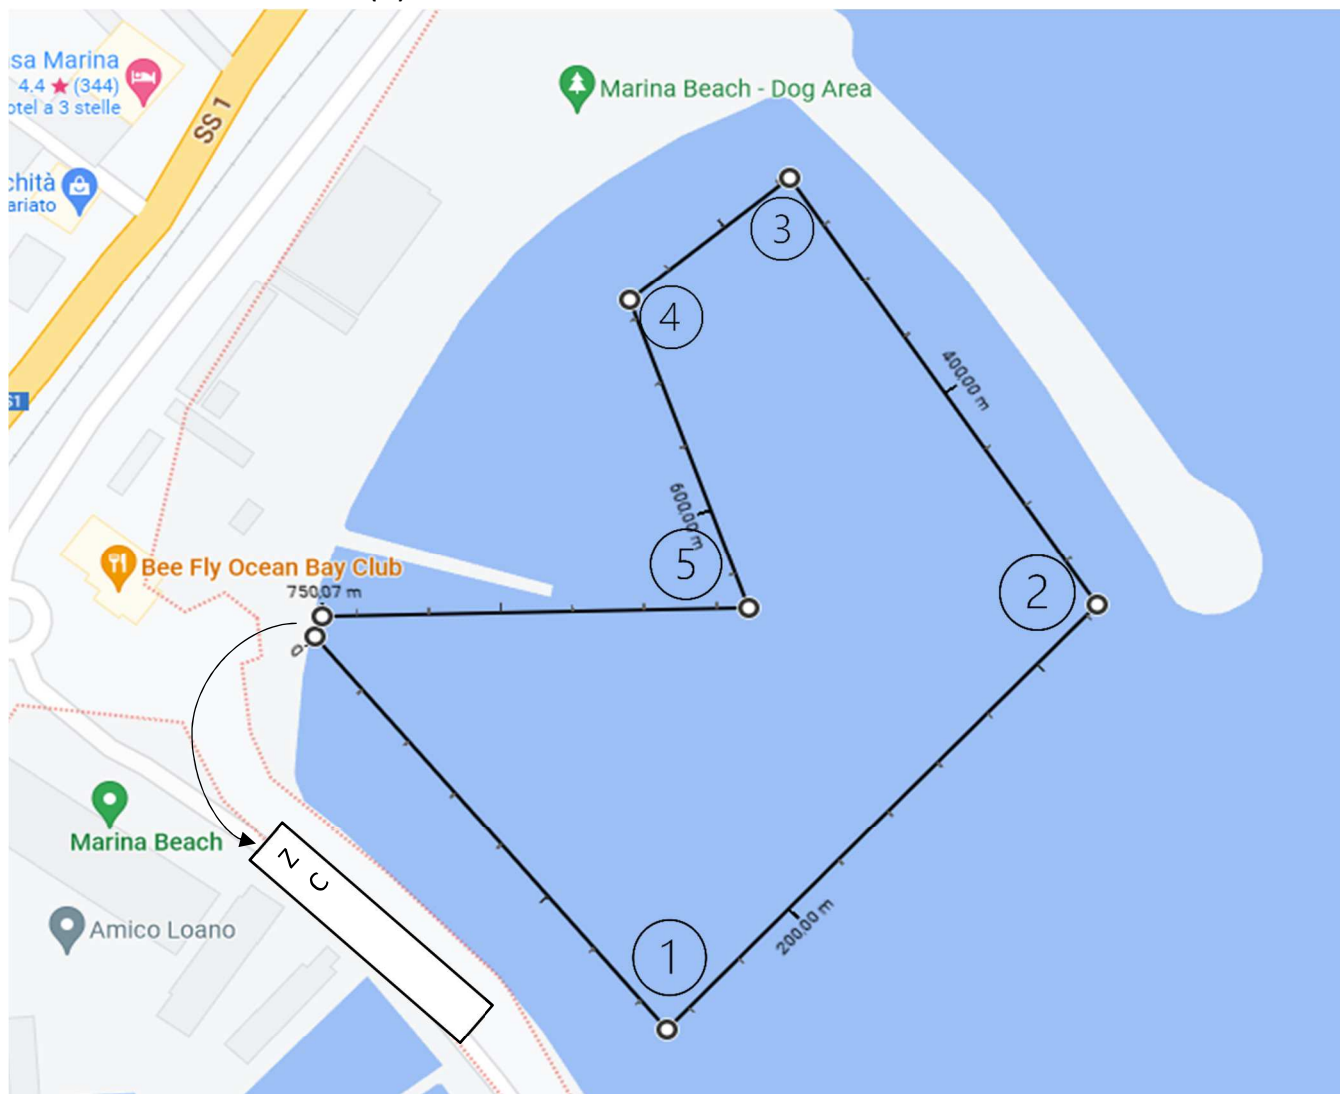 sa Marina
4.4 ★ (344)
otel a 3 stelle
SS 1
Marina Beach - Dog Area
chità
ariato
3
4
400,00 m
S1
600,00 m
5
2
Bee Fly Ocean Bay Club
750,07 m
0
Marina Beach
Z
C
200,00 m
1
Amico Loano